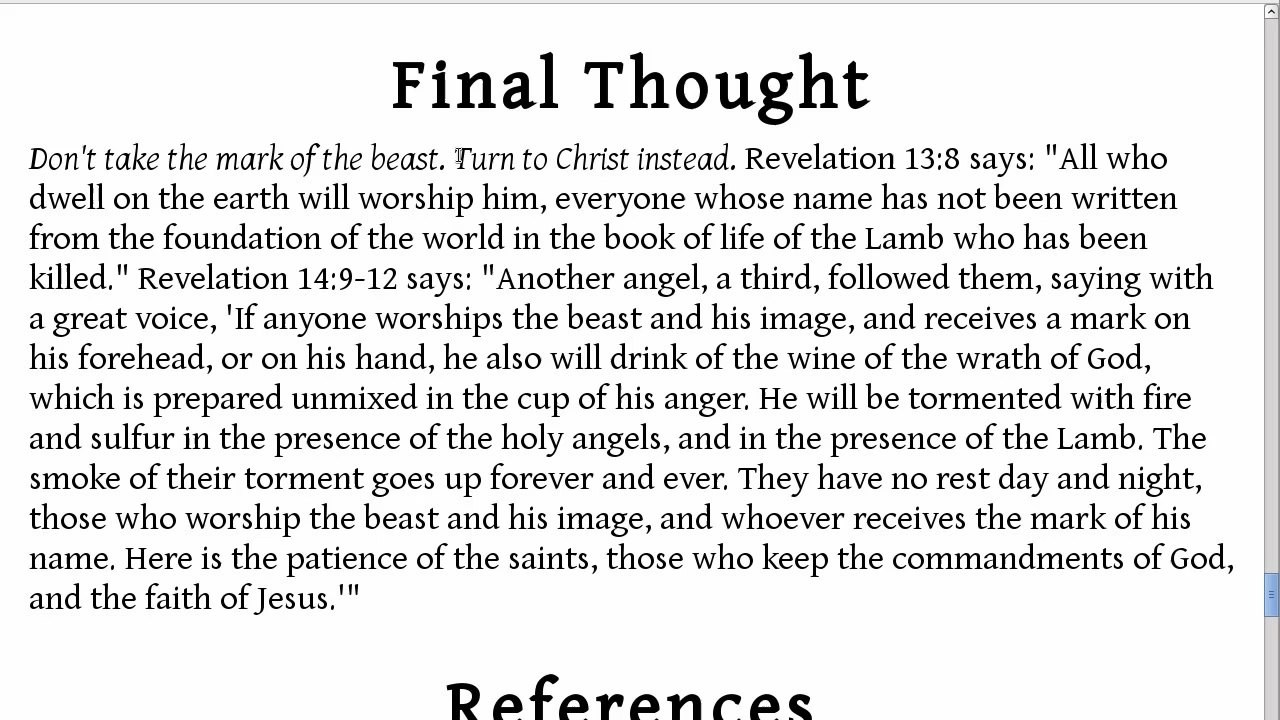 Final Thought
Don't take the mark of the beast. Turn to Christ instead. Revelation 13:8 says: "All who
dwell on the earth will worship him, everyone whose name has not been written
from the foundation of the world in the book of life of the Lamb who has been
killed." Revelation 14:9-12 says: "Another angel, a third, followed them, saying with
a great voice, 'If anyone worships the beast and his image, and receives a mark on
his forehead, or on his hand, he also will drink of the wine of the wrath of God,
which is prepared unmixed in the cup of his anger. He will be tormented with fire
and sulfur in the presence of the holy angels, and in the presence of the Lamb. The
smoke of their torment goes up forever and ever. They have no rest day and night,
those who worship the beast and his image, and whoever receives the mark of his
name. Here is the patience of the saints, those who keep the commandments of God,
and the faith of Jesus.'"
References